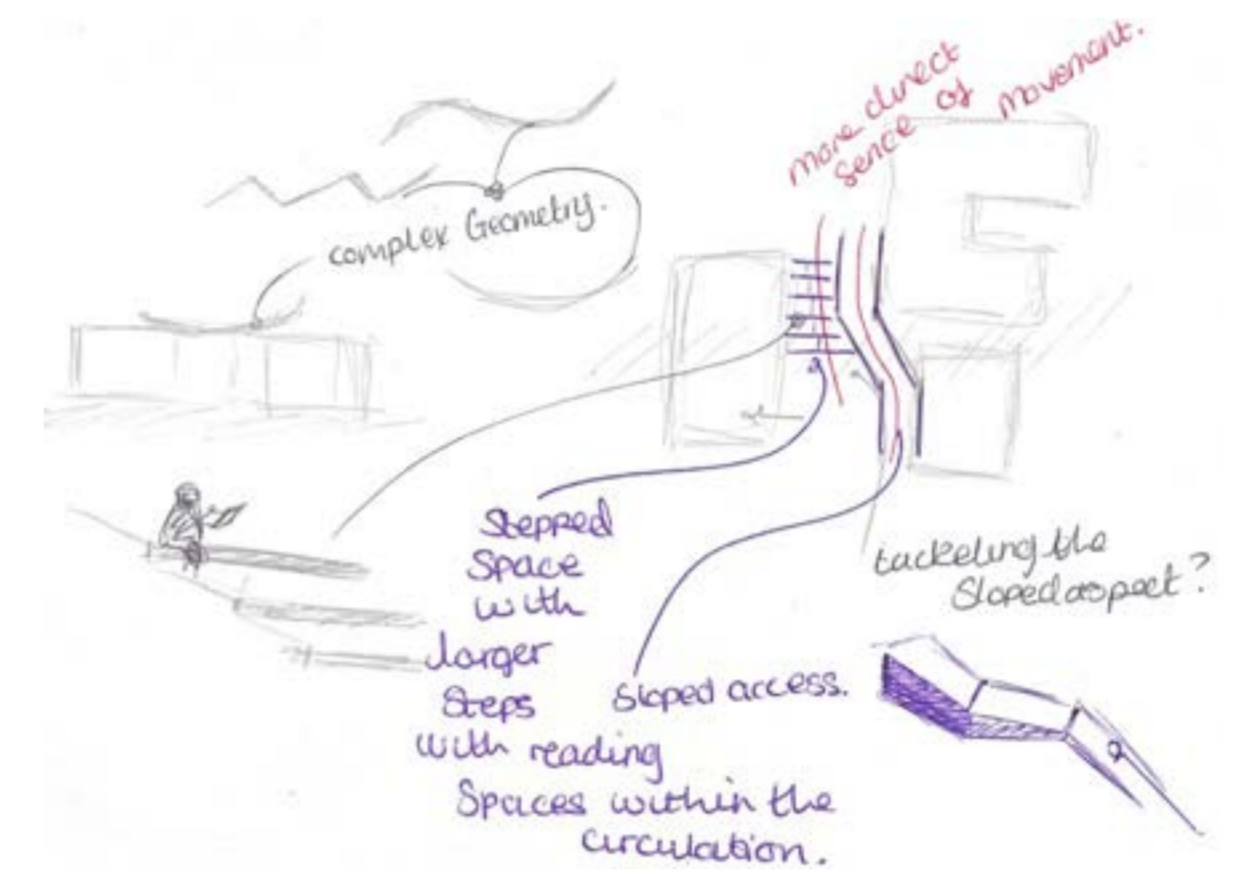 more direct
sence of movement.
complex Geometry.
Stepped
Space
with
larger
Steps
with reading
Spaces within the
circulation.
Sloped access.
tackeling the
Sloped aspect?